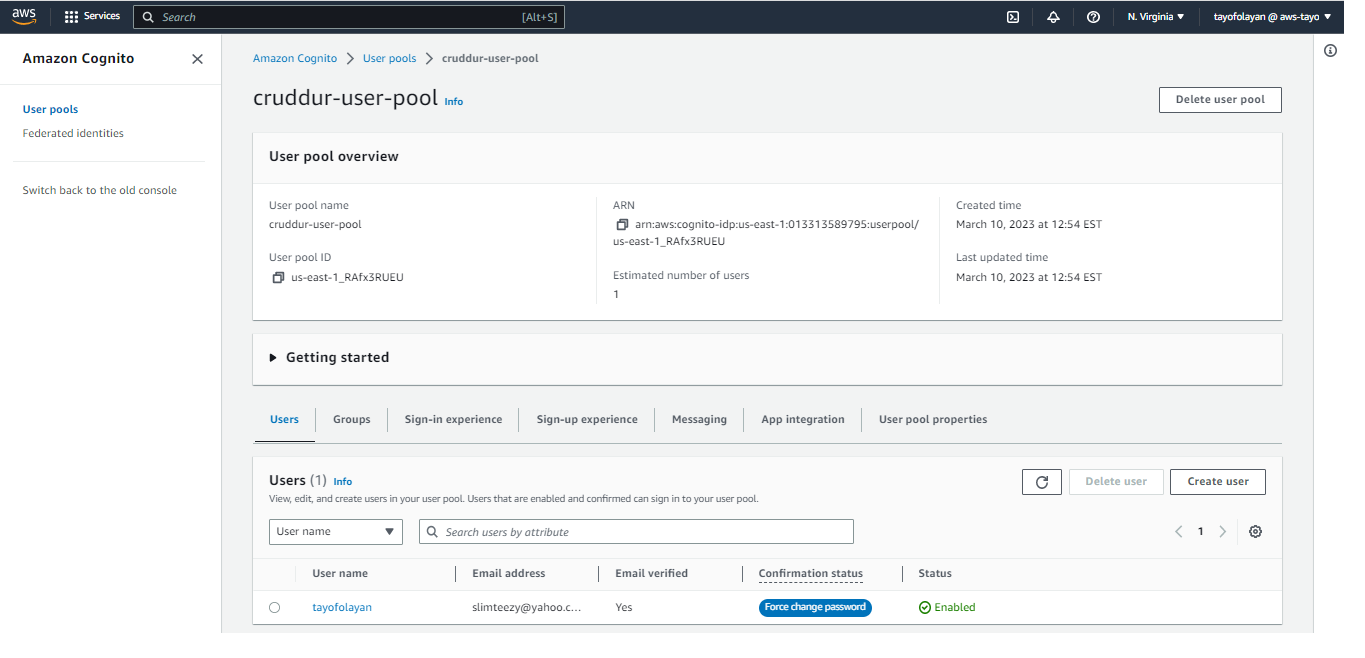 aws Services Search [Alt+S] N. Virginia tayofolayan @ aws-tayo
Amazon Cognito
User pools
Federated identities
Switch back to the old console
Amazon Cognito User pools cruddur-user-pool
cruddur-user-pool Info
Delete user pool
User pool overview
User pool name
cruddur-user-pool
User pool ID
us-east-1_RAfx3RUEU
ARN
arn:aws:cognito-idp:us-east-1:013313589795:userpool/
us-east-1_RAfx3RUEU
Estimated number of users
1
Created time
March 10, 2023 at 12:54 EST
Last updated time
March 10, 2023 at 12:54 EST
Getting started
Users Groups Sign-in experience Sign-up experience Messaging App integration User pool properties
Users (1) Info
View, edit, and create users in your user pool. Users that are enabled and confirmed can sign in to your user pool.
Delete user Create user
User name Search users by attribute 1
User name Email address Email verified Confirmation status Status
tayofolayan slimteezy@yahoo.c... Yes Force change password Enabled